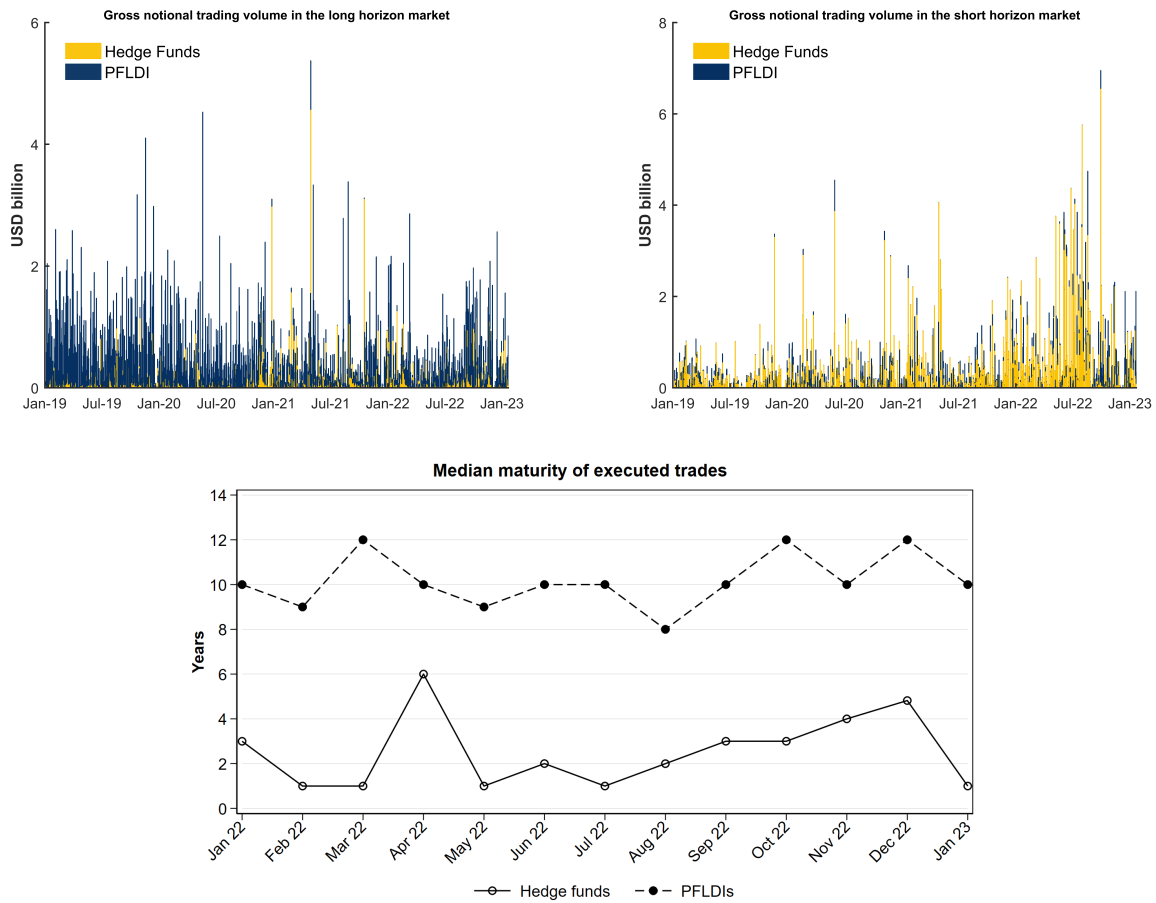 Gross notional trading volume in the long horizon market
6
4
2
0
USD billion
Hedge Funds
PFLDI
Jan-19 Jul-19 Jan-20 Jul-20 Jan-21 Jul-21 Jan-22 Jul-22 Jan-23
Gross notional trading volume in the short horizon market
8
6
4
2
0
USD billion
Hedge Funds
PFLDI
Jan-19 Jul-19 Jan-20 Jul-20 Jan-21 Jul-21 Jan-22 Jul-22 Jan-23
Median maturity of executed trades
14
12
10
8
6
4
2
0
Years
Jan 22 Feb 22 Mar 22 Apr 22 May 22 Jun 22 Jul 22 Aug 22 Sep 22 Oct 22 Nov 22 Dec 22 Jan 23
Hedge funds PFLDIs